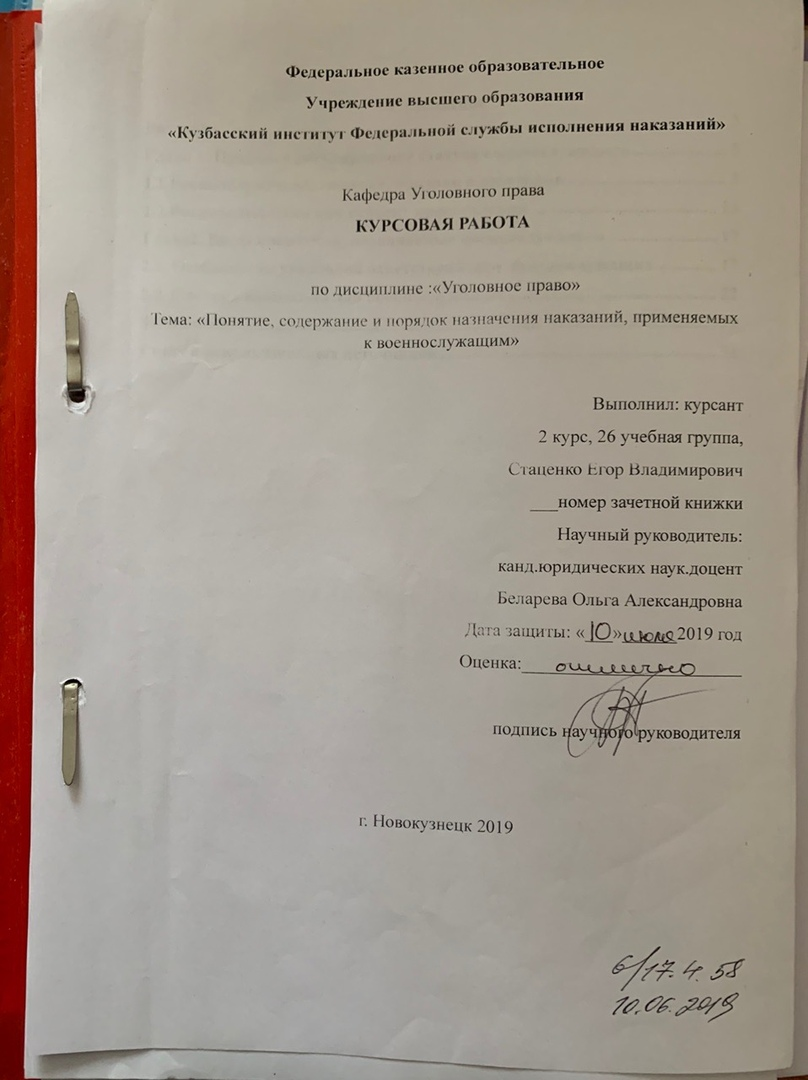 Федеральное казенное образовательное
Учреждение высшего образования
«Кузбасский институт Федеральной службы исполнения наказаний»
Кафедра Уголовного права
КУРСОВАЯ РАБОТА
по дисциплине :«Уголовное право»
Тема: «Понятие, содержание и порядок назначения наказаний, применяемых
к военнослужащим»
Выполнил: курсант
2 курс, 26 учебная группа,
Стаценко Егор Владимирович
___номер зачетной книжки
Научный руководитель:
канд.юридических наук.доцент
Беларева Ольга Александровна
Дата защиты: «10» 2019 год
Оценка: отлично
подпись научного руководителя
г. Новокузнецк 2019
6/17.4.58
10.06.2019